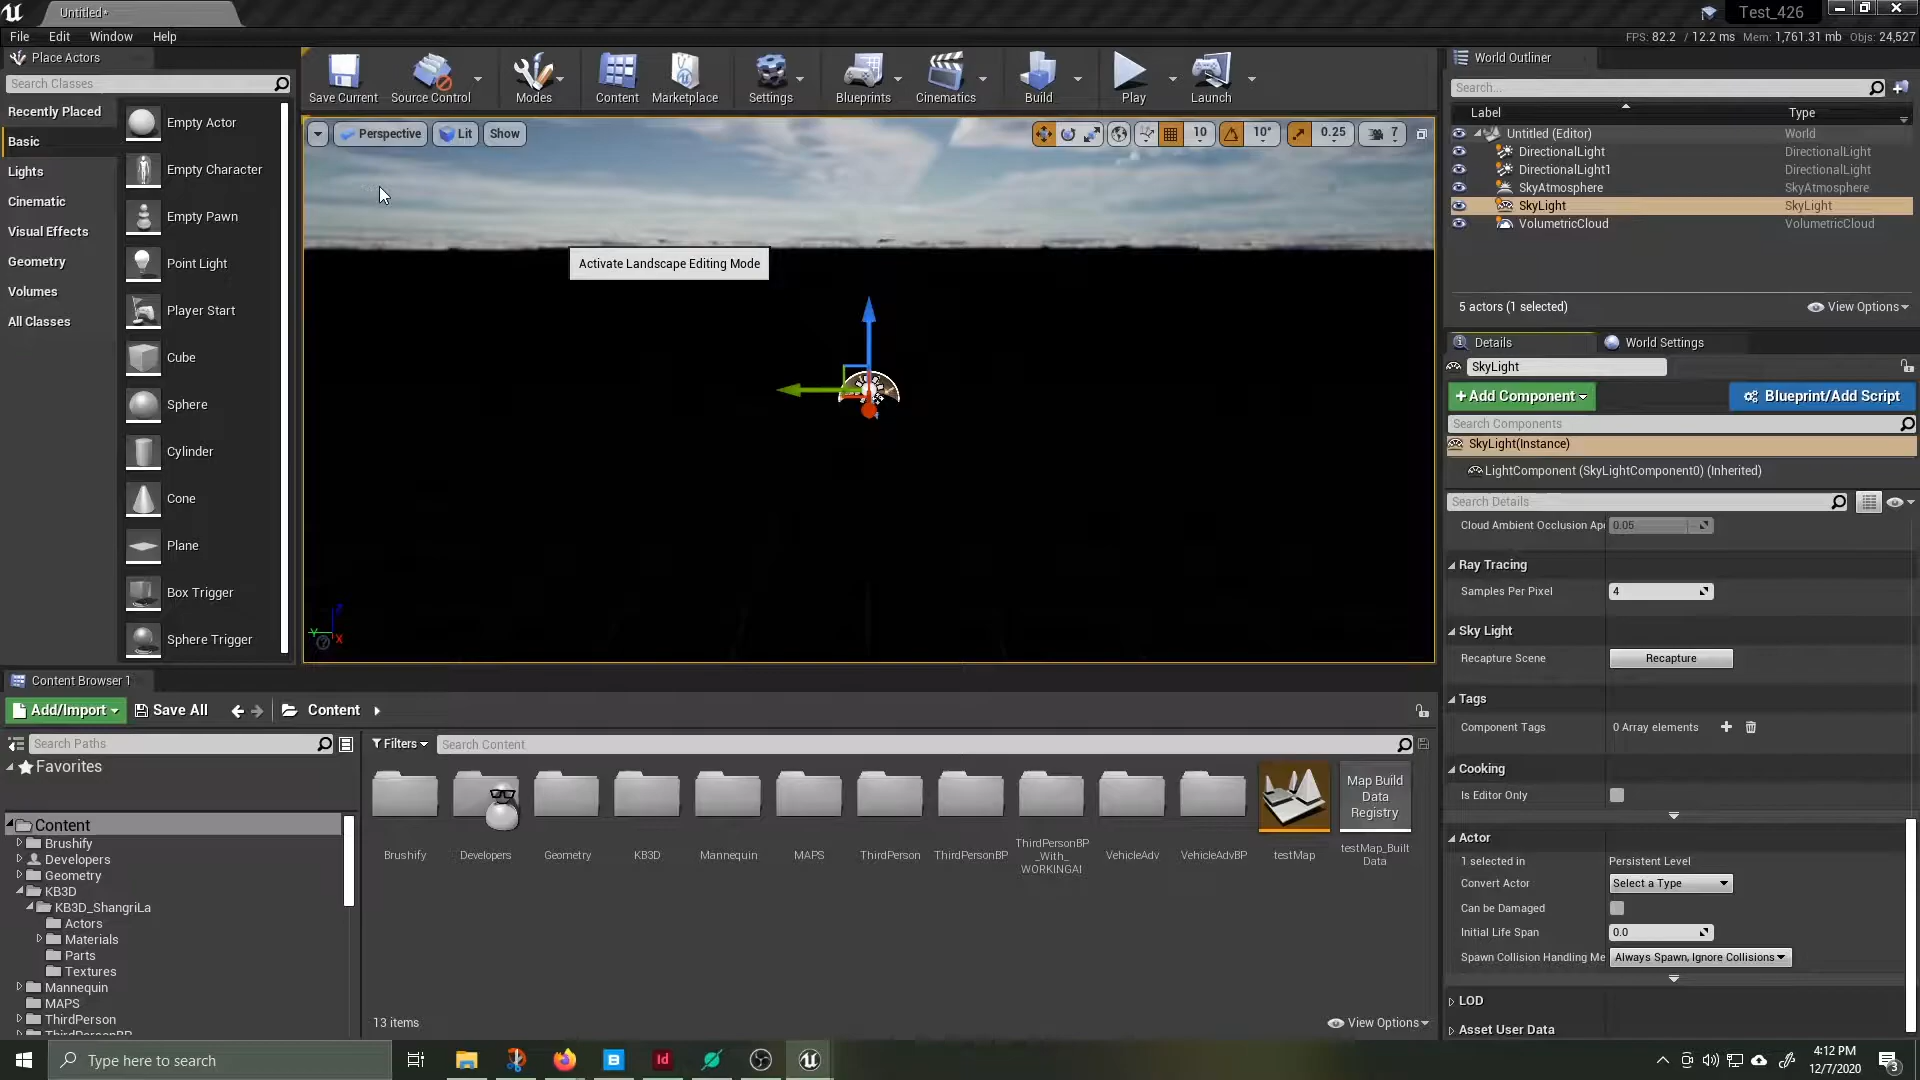 Untitled*
Test_426
File Edit Window Help
FPS: 82.2 / 12.2 ms Mem: 1,761.31 mb Objs: 24,527
Place Actors
Search Classes
Recently Placed
Basic
Lights
Cinematic
Visual Effects
Geometry
Volumes
All Classes
Empty Actor
Empty Character
Empty Pawn
Point Light
Player Start
Cube
Sphere
Cylinder
Cone
Plane
Box Trigger
Sphere Trigger
Save Current Source Control Modes Content Marketplace Settings Blueprints Cinematics Build Play Launch
Perspective Lit Show
10 10° 0.25 7
Activate Landscape Editing Mode
World Outliner
Search...
Label Type
Untitled (Editor) World
DirectionalLight DirectionalLight
DirectionalLight1 DirectionalLight
SkyAtmosphere SkyAtmosphere
SkyLight SkyLight
VolumetricCloud VolumetricCloud
5 actors (1 selected) View Options
Details World Settings
SkyLight
+Add Component Blueprint/Add Script
Search Components
SkyLight(Instance)
LightComponent (SkyLightComponent0) (Inherited)
Search Details
Cloud Ambient Occlusion Ap 0.05
Ray Tracing
Samples Per Pixel 4
Sky Light
Recapture Scene Recapture
Tags
Component Tags 0 Array elements
Cooking
Is Editor Only
Actor
1 selected in Persistent Level
Convert Actor Select a Type
Can be Damaged
Initial Life Span 0.0
Spawn Collision Handling Me Always Spawn, Ignore Collisions
LOD
Asset User Data
Content Browser 1
Add/Import Save All Content
Search Paths
Favorites
Content
Brushify
Developers
Geometry
KB3D
KB3D_ShangriLa
Actors
Materials
Parts
Textures
Mannequin
MAPS
ThirdPerson
ThirdPersonBP
Filters Search Content
Map Build
Data
Registry
Brushify Developers Geometry KB3D Mannequin MAPS ThirdPerson ThirdPersonBP ThirdPersonBP
_With_
WORKINGAI VehicleAdv VehicleAdvBP testMap testMap_Built
Data
13 items View Options
Type here to search
Id
4:12 PM
12/7/2020
3